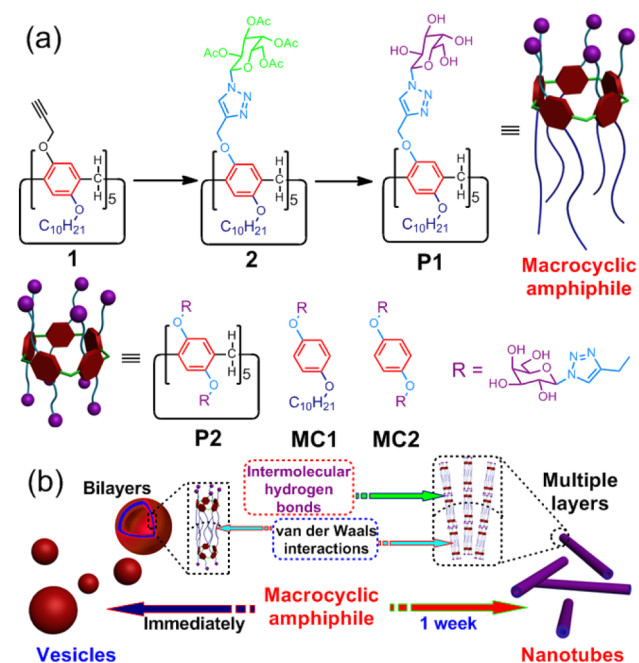 (a)
OAc
AcO
OAc
AcO
O
N
N
N
O
O
C10H21
H
C
H
5
1
OH
HO
OH
HO
O
N
N
N
O
O
C10H21
H
C
H
5
2
O
O
C10H21
H
C
H
5
P1
≡
Macrocyclic
amphiphile
≡
R
O
O
R
H
C
H
5
P2
R
O
O
C10H21
MC1
R
O
O
R
MC2
R =
OH
HO
O
HO
OH
N
N
N
(b)
Bilayers
Intermolecular
hydrogen
bonds
van der Waals
interactions
Multiple
layers
Immediately
Macrocyclic
amphiphile
1 week
Vesicles
Nanotubes